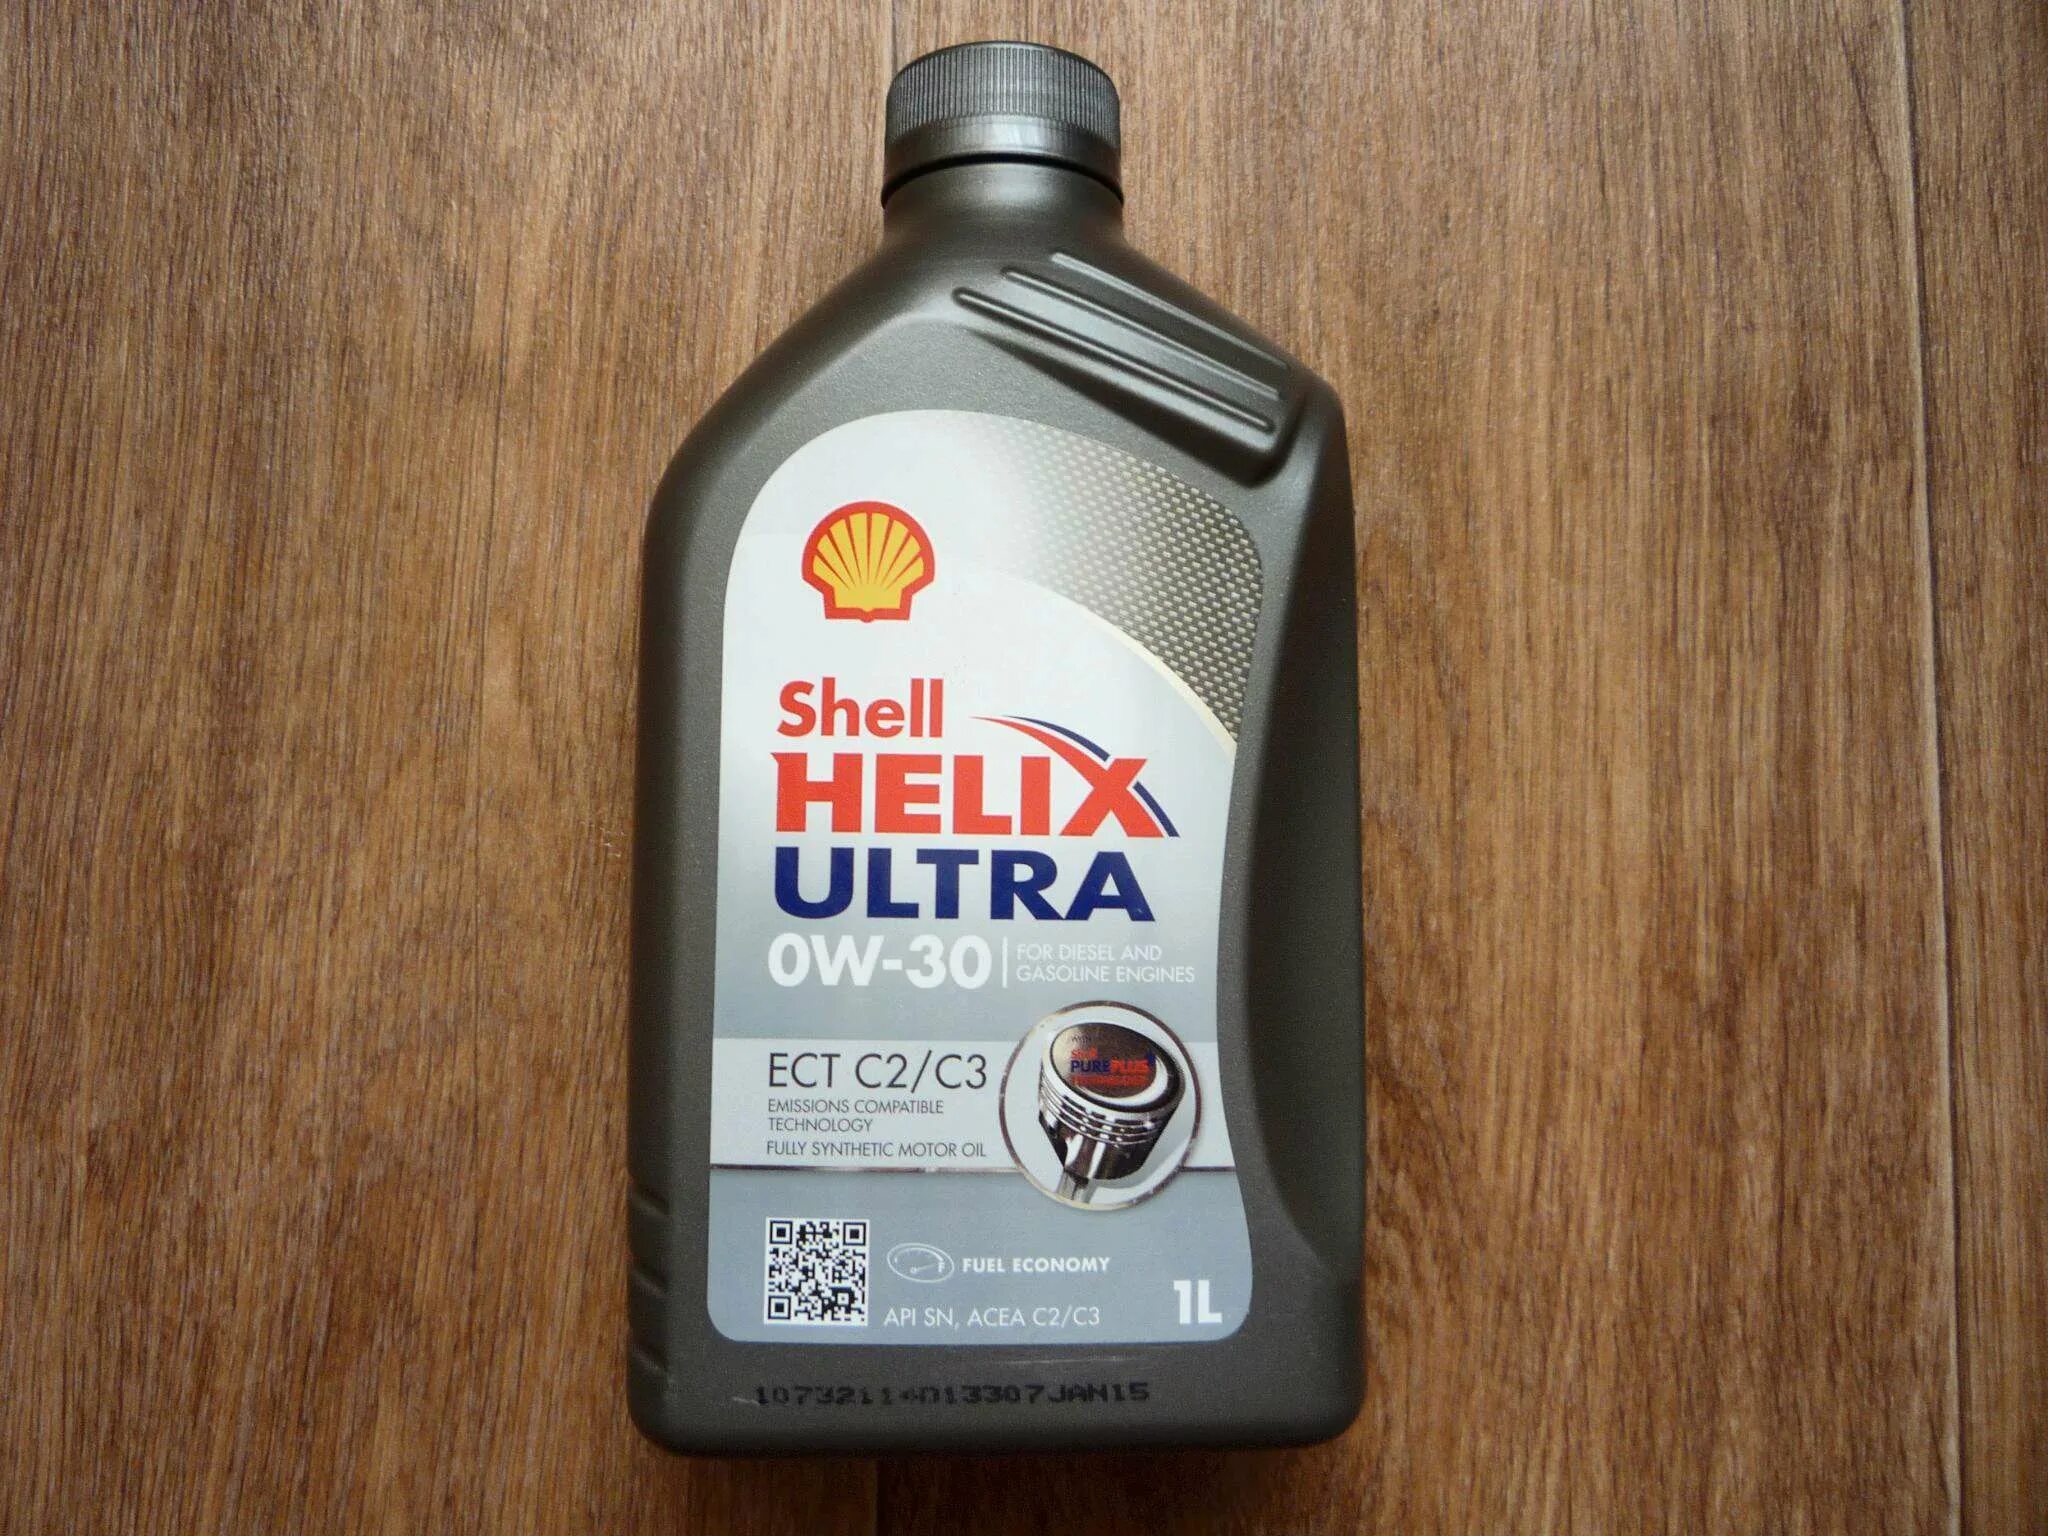 Shell
HELIX
ULTRA
0W-30
FOR DIESEL AND
GASOLINE ENGINES
ECT C2/C3
EMISSIONS COMPATIBLE
TECHNOLOGY
FULLY SYNTHETIC MOTOR OIL
PUREPLUS
FUEL ECONOMY
API SN, ACEA C2/C3
1L